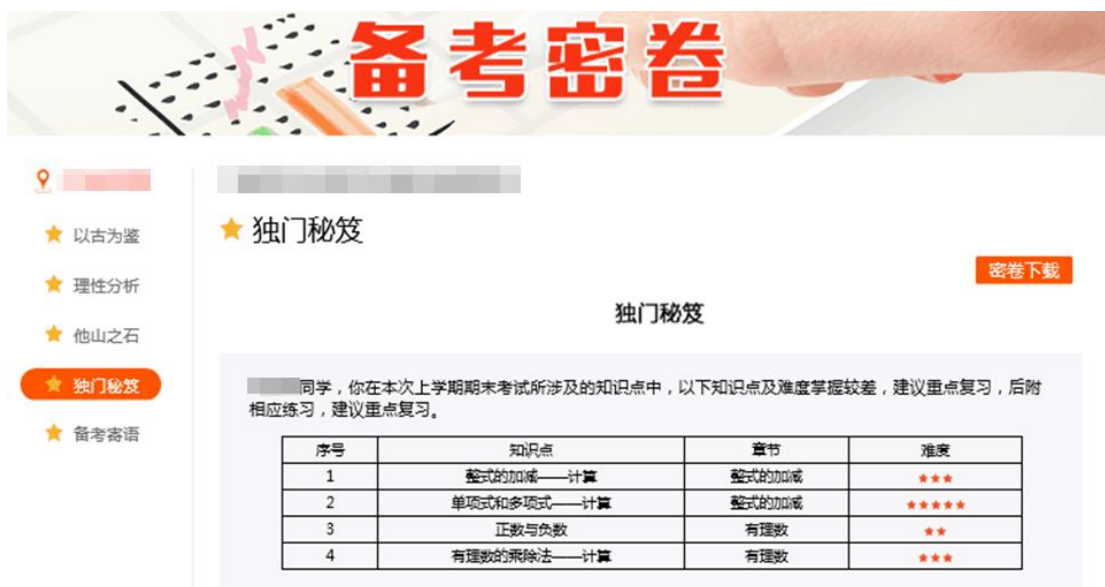 备考密卷
以古为鉴
理性分析
他山之石
独门秘笈
备考寄语
独门秘笈
密卷下载
独门秘笈
同学，你在本次上学期期末考试所涉及的知识点中，以下知识点及难度掌握较差，建议重点复习，后附
相应练习，建议重点复习。
序号 知识点 章节 难度
1 整式的加减——计算 整式的加减 ★★★
2 单项式和多项式——计算 整式的加减 ★★★★★
3 正数与负数 有理数 ★★
4 有理数的乘除法——计算 有理数 ★★★